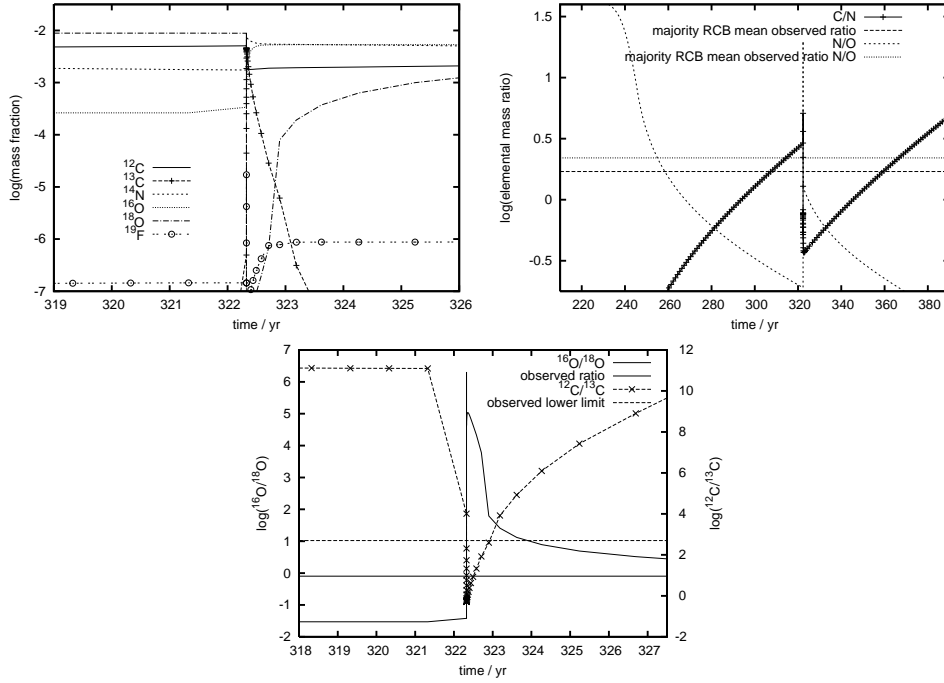 log(mass fraction)
-2
-3
-4
-5
-6
-7
¹²C
¹³C
¹⁴N
¹⁶O
¹⁸O
¹⁹F
319 320 321 322 323 324 325 326
time / yr
log(elemental mass ratio)
1.5
1
0.5
0
-0.5
C/N
majority RCB mean observed ratio
N/O
majority RCB mean observed ratio N/O
220 240 260 280 300 320 340 360 380
time / yr
log(¹⁶O/¹⁸O)
7
6
5
4
3
2
1
0
-1
-2
¹⁶O/¹⁸O
observed ratio
¹²C/¹³C
observed lower limit
12
10
8
6
4
2
0
-2
log(¹²C/¹³C)
318 319 320 321 322 323 324 325 326 327
time / yr